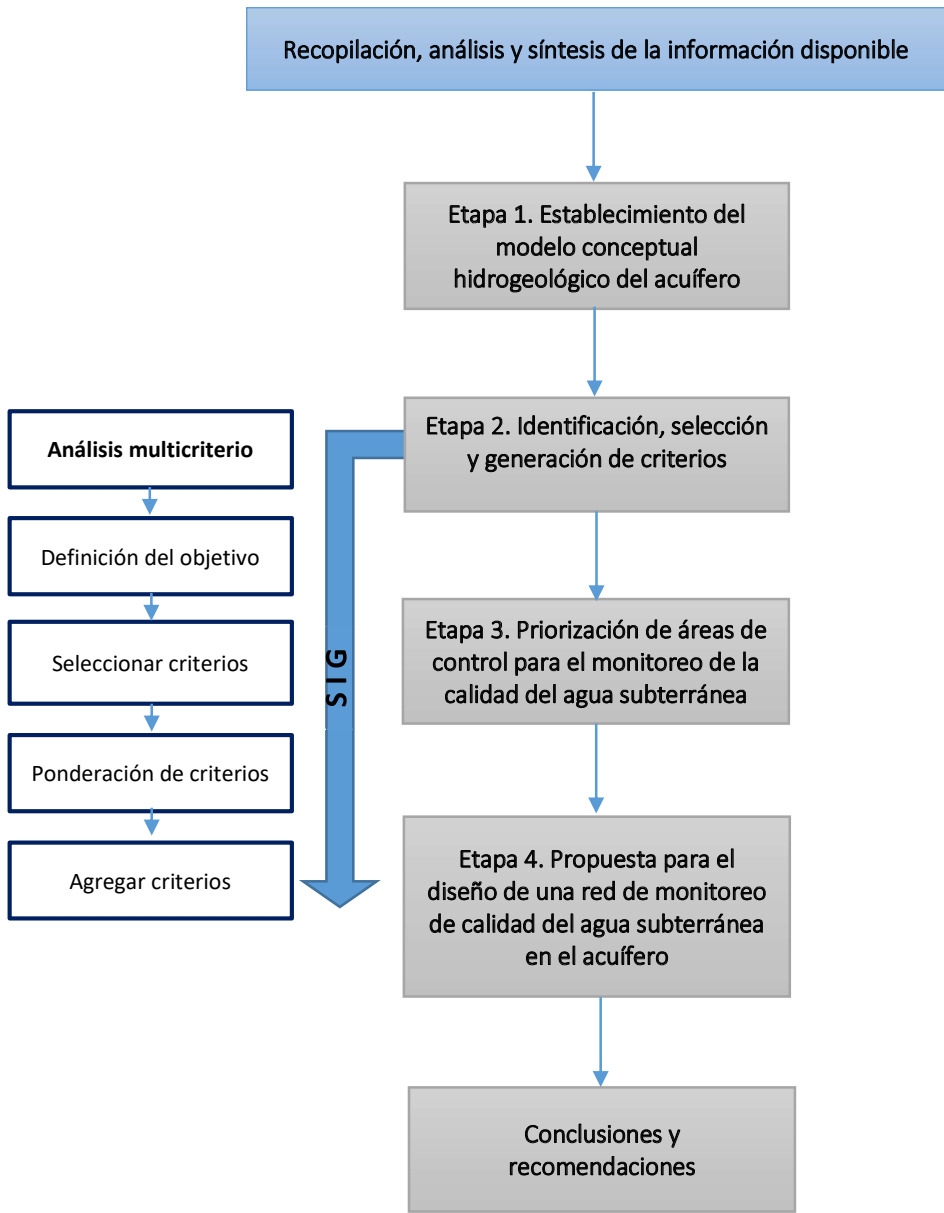 Recopilación, análisis y síntesis de la información disponible
Etapa 1. Establecimiento del
modelo conceptual
hidrogeológico del acuífero
Etapa 2. Identificación, selección
y generación de criterios
Análisis multicriterio
Definición del objetivo
Seleccionar criterios
Ponderación de criterios
Agregar criterios
SIG
Etapa 3. Priorización de áreas de
control para el monitoreo de la
calidad del agua subterránea
Etapa 4. Propuesta para el
diseño de una red de monitoreo
de calidad del agua subterránea
en el acuífero
Conclusiones y
recomendaciones